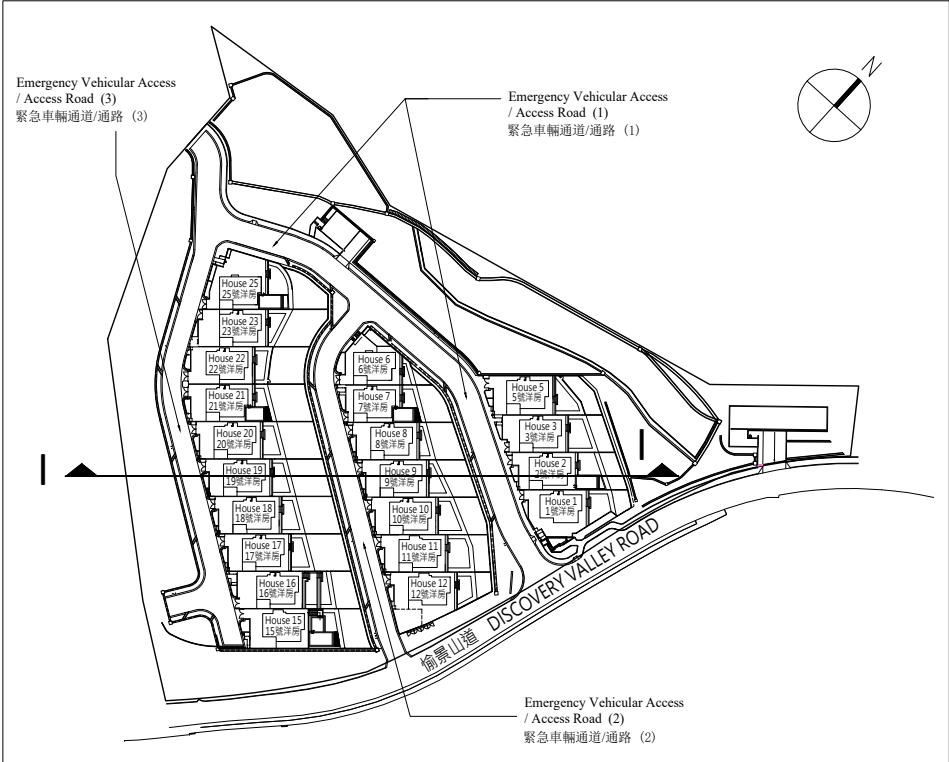 Emergency Vehicular Access
/ Access Road (3)
緊急車輛通道/通路 (3)
Emergency Vehicular Access
/ Access Road (1)
緊急車輛通道/通路 (1)
N
House 25
25號洋房
House 23
23號洋房
House 22
22號洋房
House 21
21號洋房
House 20
20號洋房
House 19
19號洋房
House 18
18號洋房
House 17
17號洋房
House 16
16號洋房
House 15
15號洋房
House 6
6號洋房
House 7
7號洋房
House 8
8號洋房
House 9
9號洋房
House 10
10號洋房
House 11
11號洋房
House 12
12號洋房
House 5
5號洋房
House 3
3號洋房
House 2
2號洋房
House 1
1號洋房
I
I
愉景山道 DISCOVERY VALLEY ROAD
Emergency Vehicular Access
/ Access Road (2)
緊急車輛通道/通路 (2)